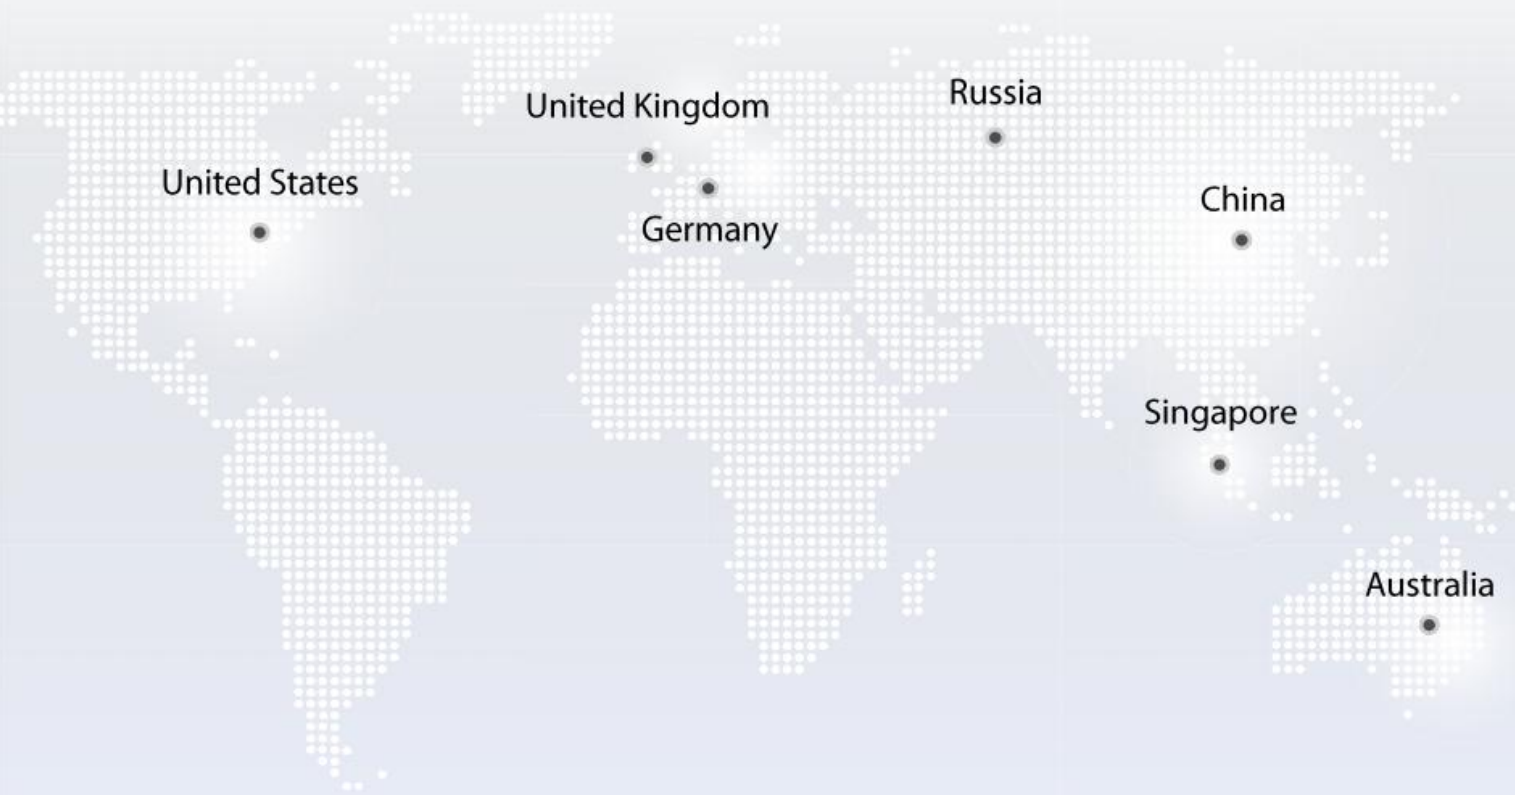 Russia
United Kingdom
United States
China
Germany
Singapore
Australia